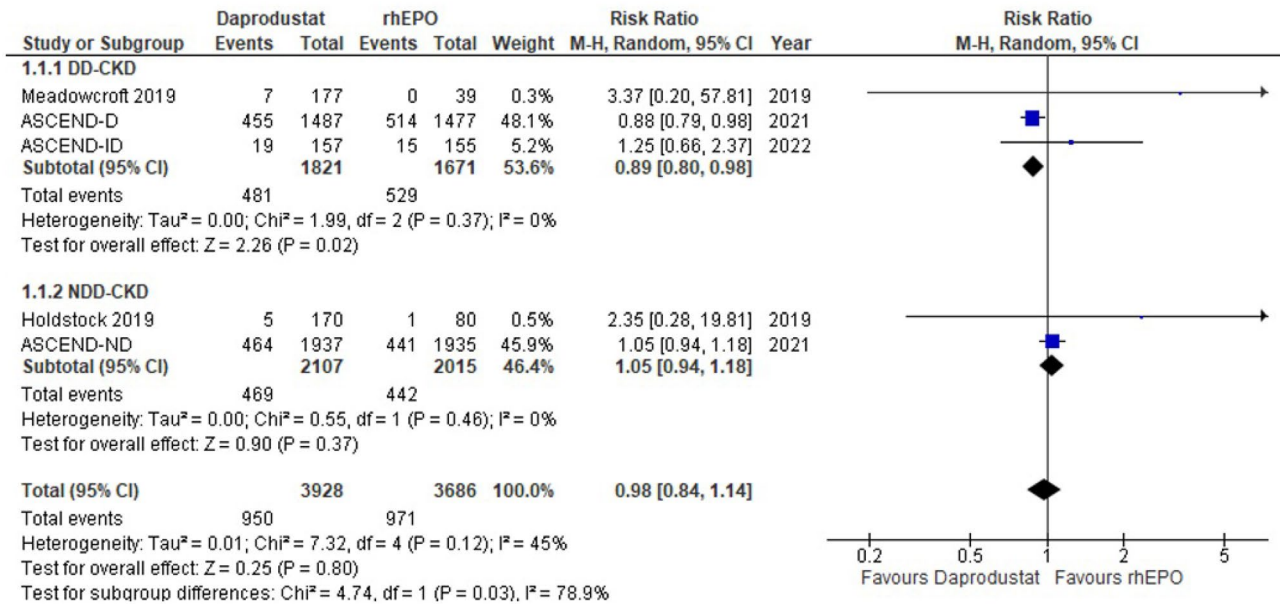 Daprodustat rhEPO Risk Ratio Risk Ratio
Study or Subgroup Events Total Events Total Weight M-H, Random, 95% CI Year M-H, Random, 95% CI
1.1.1 DD-CKD
Meadowcroft 2019 7 177 0 39 0.3% 3.37 [0.20, 57.81] 2019
ASCEND-D 455 1487 514 1477 48.1% 0.88 [0.79, 0.98] 2021
ASCEND-ID 19 157 15 155 5.2% 1.25 [0.66, 2.37] 2022
Subtotal (95% CI) 1821 1671 53.6% 0.89 [0.80, 0.98]
Total events 481 529
Heterogeneity: Tau² = 0.00; Chi² = 1.99, df = 2 (P = 0.37); I² = 0%
Test for overall effect: Z = 2.26 (P = 0.02)
1.1.2 NDD-CKD
Holdstock 2019 5 170 1 80 0.5% 2.35 [0.28, 19.81] 2019
ASCEND-ND 464 1937 441 1935 45.9% 1.05 [0.94, 1.18] 2021
Subtotal (95% CI) 2107 2015 46.4% 1.05 [0.94, 1.18]
Total events 469 442
Heterogeneity: Tau² = 0.00; Chi² = 0.55, df = 1 (P = 0.46); I² = 0%
Test for overall effect: Z = 0.90 (P = 0.37)
Total (95% CI) 3928 3686 100.0% 0.98 [0.84, 1.14]
Total events 950 971
Heterogeneity: Tau² = 0.01; Chi² = 7.32, df = 4 (P = 0.12); I² = 45%
Test for overall effect: Z = 0.25 (P = 0.80)
Test for subgroup differences: Chi² = 4.74, df = 1 (P = 0.03), I² = 78.9%
0.2 0.5 1 2 5
Favours Daprodustat Favours rhEPO